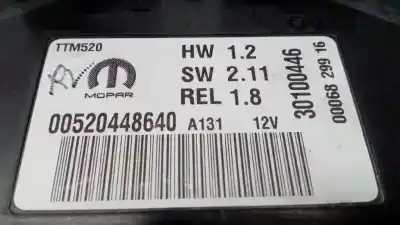 TTM520
HW 1.2
SW 2.11
REL 1.8
MOPAR
00520448640 A131 12V
30100446
00068 299 16